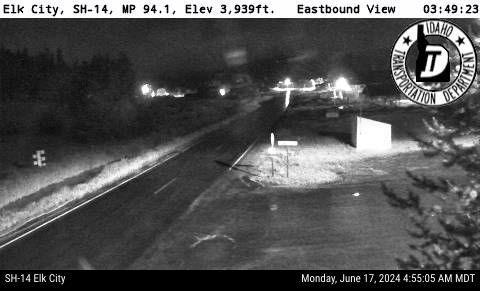 Elk City, SH-14, MP 94.1, Elev 3,939ft. Eastbound View 03:49:23
IDAHO
TRANSPORTATION DEPARTMENT
SH-14 Elk City Monday, June 17, 2024 4:55:05 AM MDT